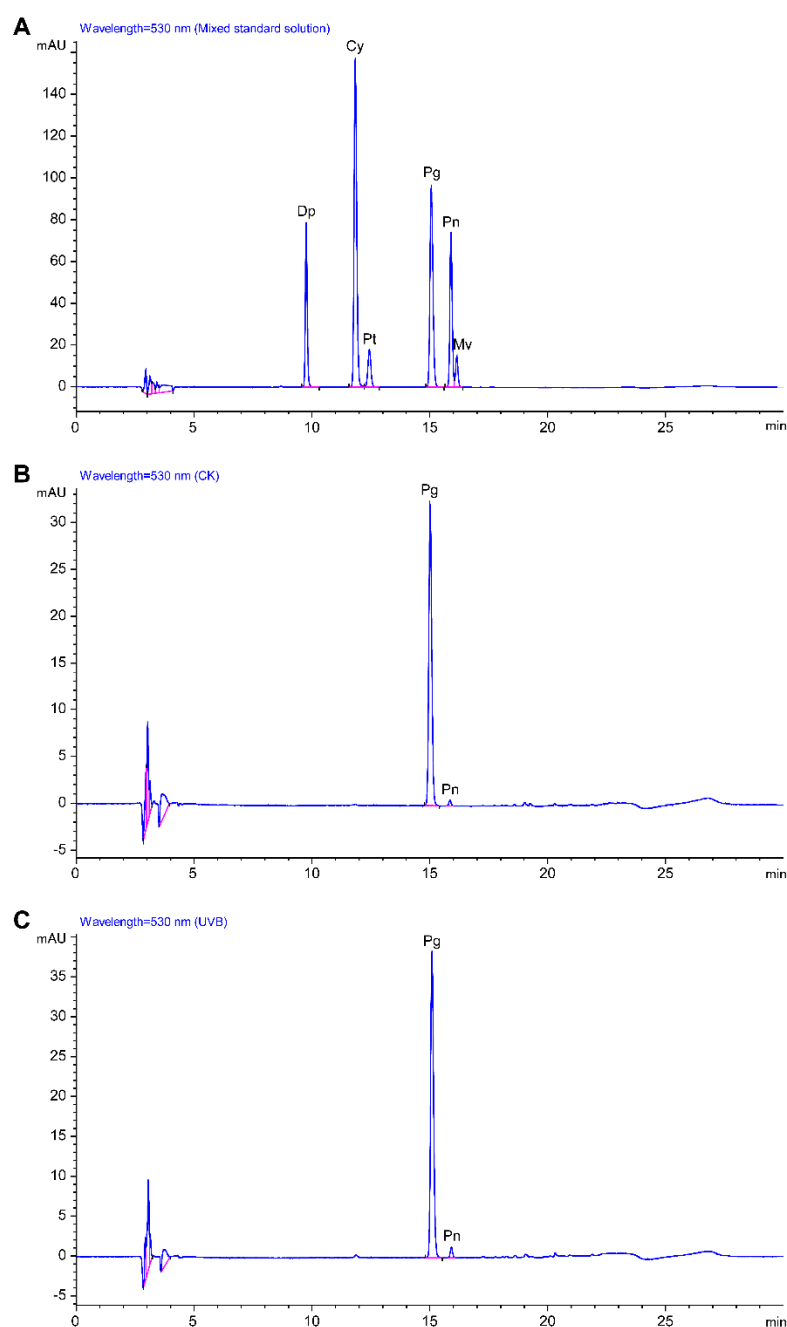 A
Wavelength=530 nm (Mixed standard solution)
mAU
Cy
140
120
Pg
100
Dp
Pn
80
60
40
Pt
Mv
20
0
0
5
10
15
20
25
min
B
Wavelength=530 nm (CK)
mAU
Pg
30
25
20
15
10
5
Pn
0
-5
0
5
10
15
20
25
min
C
Wavelength=530 nm (UVB)
mAU
Pg
35
30
25
20
15
10
5
Pn
0
-5
0
5
10
15
20
25
min